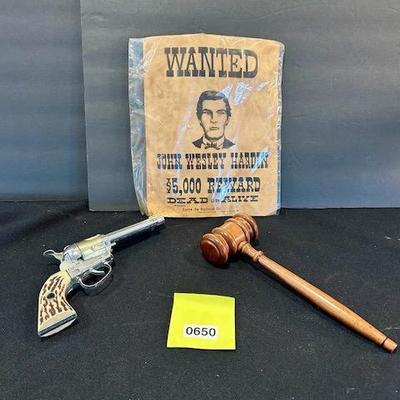 WANTED
JOHN WESLEY HARDIN
$5,000 REWARD
DEAD OR ALIVE
0650